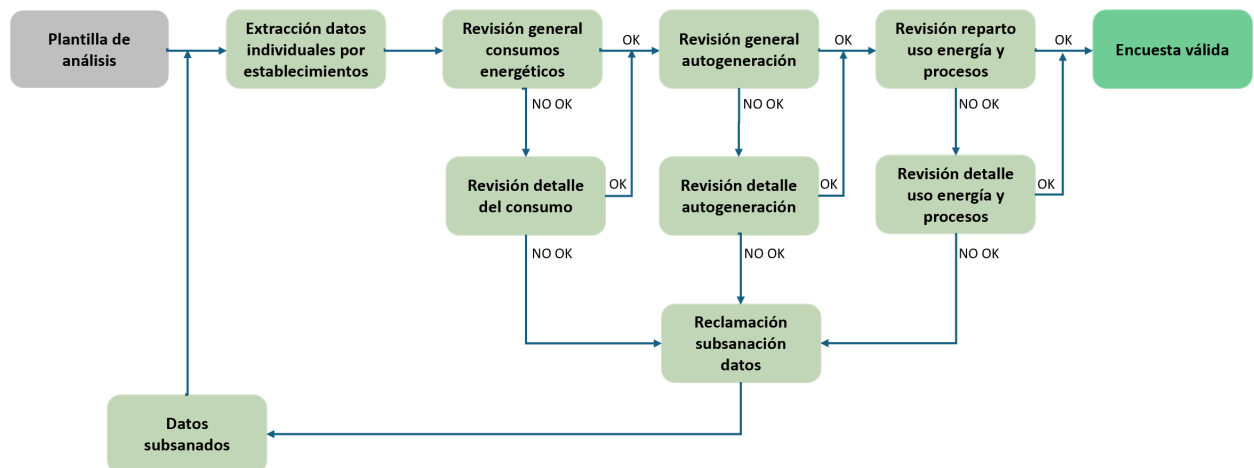 Plantilla de
análisis
Extracción datos
individuales por
establecimientos
Revisión general
consumos
energéticos
OK
Revisión general
autogeneración
OK
Revisión reparto
uso energía y
procesos
OK
Encuesta válida
NO OK
NO OK
NO OK
Revisión detalle
del consumo
OK
Revisión detalle
autogeneración
OK
Revisión detalle
uso energía y
procesos
OK
NO OK
NO OK
NO OK
Reclamación
subsanación
datos
Datos
subsanados